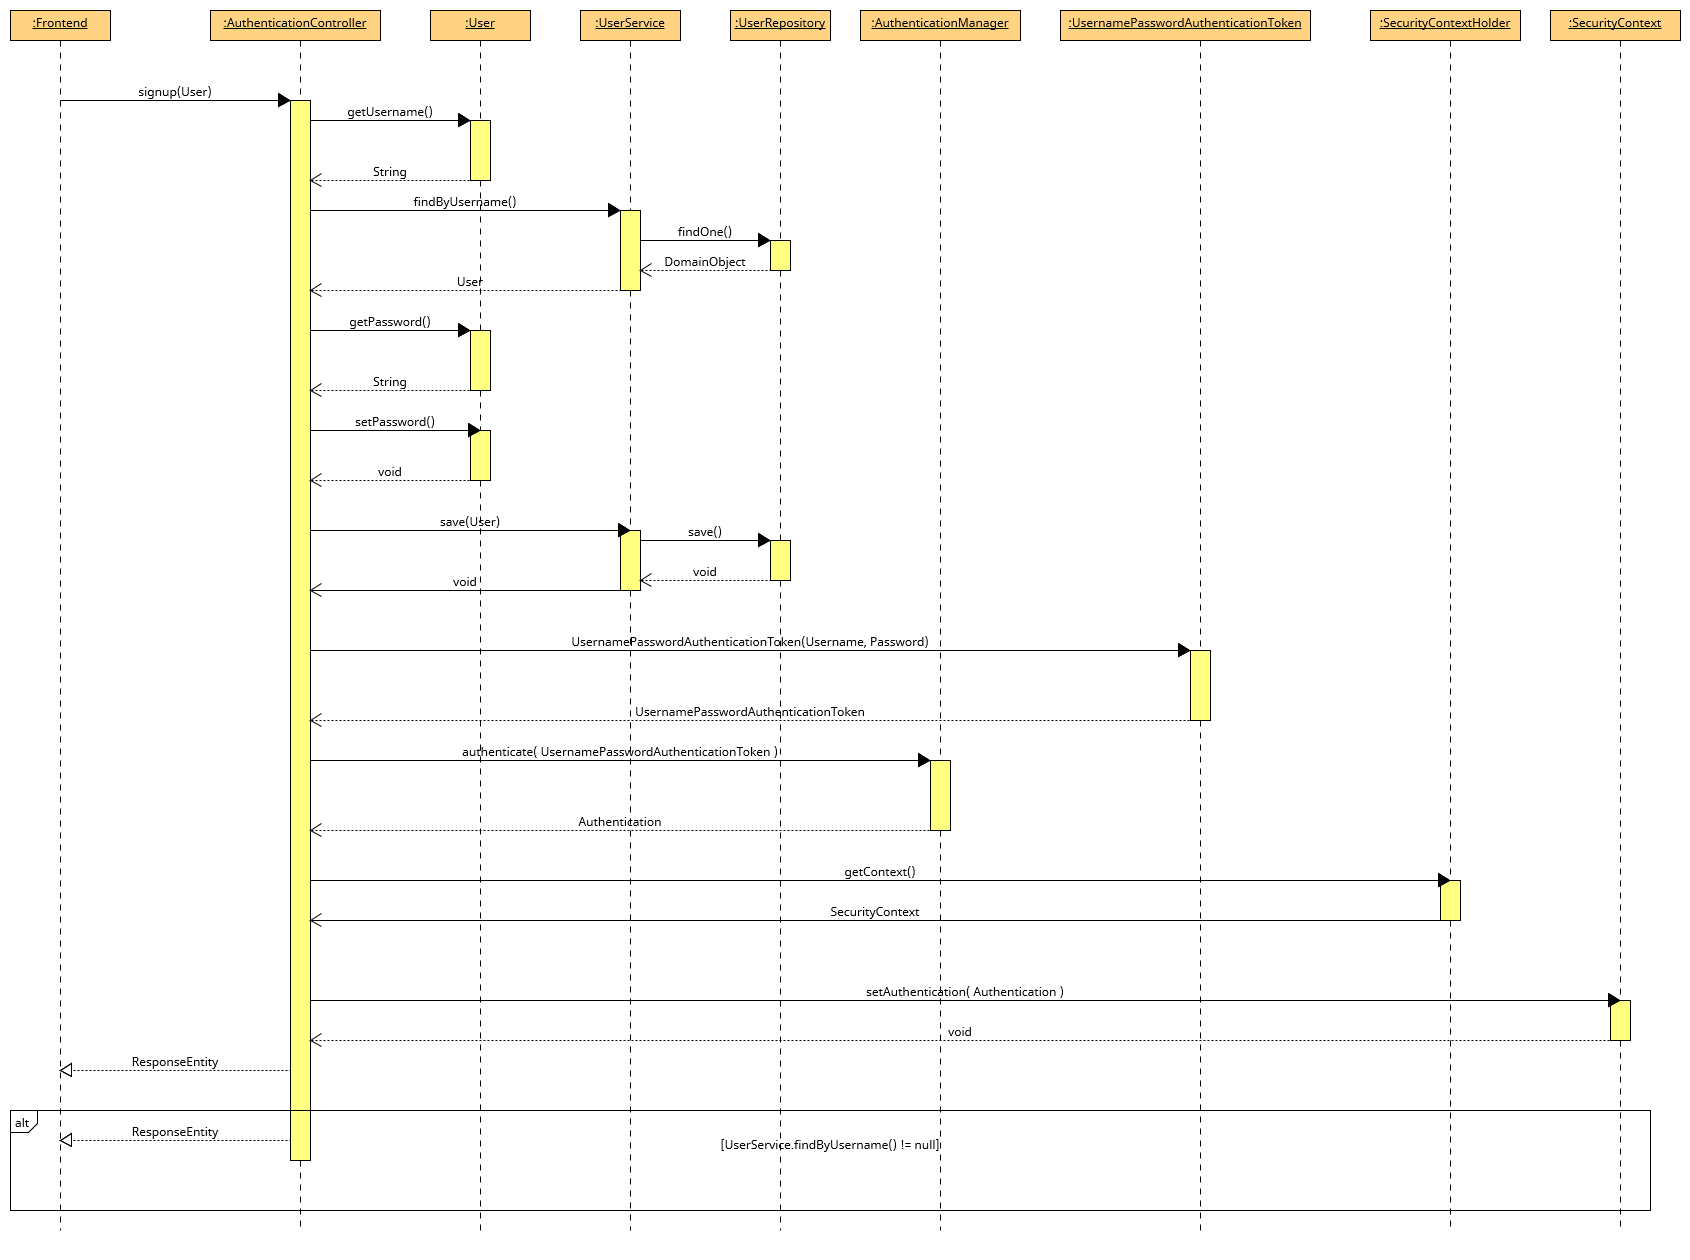 :Frontend
:AuthenticationController
:User
:UserService
:UserRepository
:AuthenticationManager
:UsernamePasswordAuthenticationToken
:SecurityContextHolder
:SecurityContext
signup(User)
getUsername()
String
findByUsername()
findOne()
DomainObject
User
getPassword()
String
setPassword()
void
save(User)
save()
void
void
UsernamePasswordAuthenticationToken(Username, Password)
UsernamePasswordAuthenticationToken
authenticate( UsernamePasswordAuthenticationToken )
Authentication
getContext()
SecurityContext
setAuthentication( Authentication )
void
ResponseEntity
alt
ResponseEntity
[UserService.findByUsername() != null]